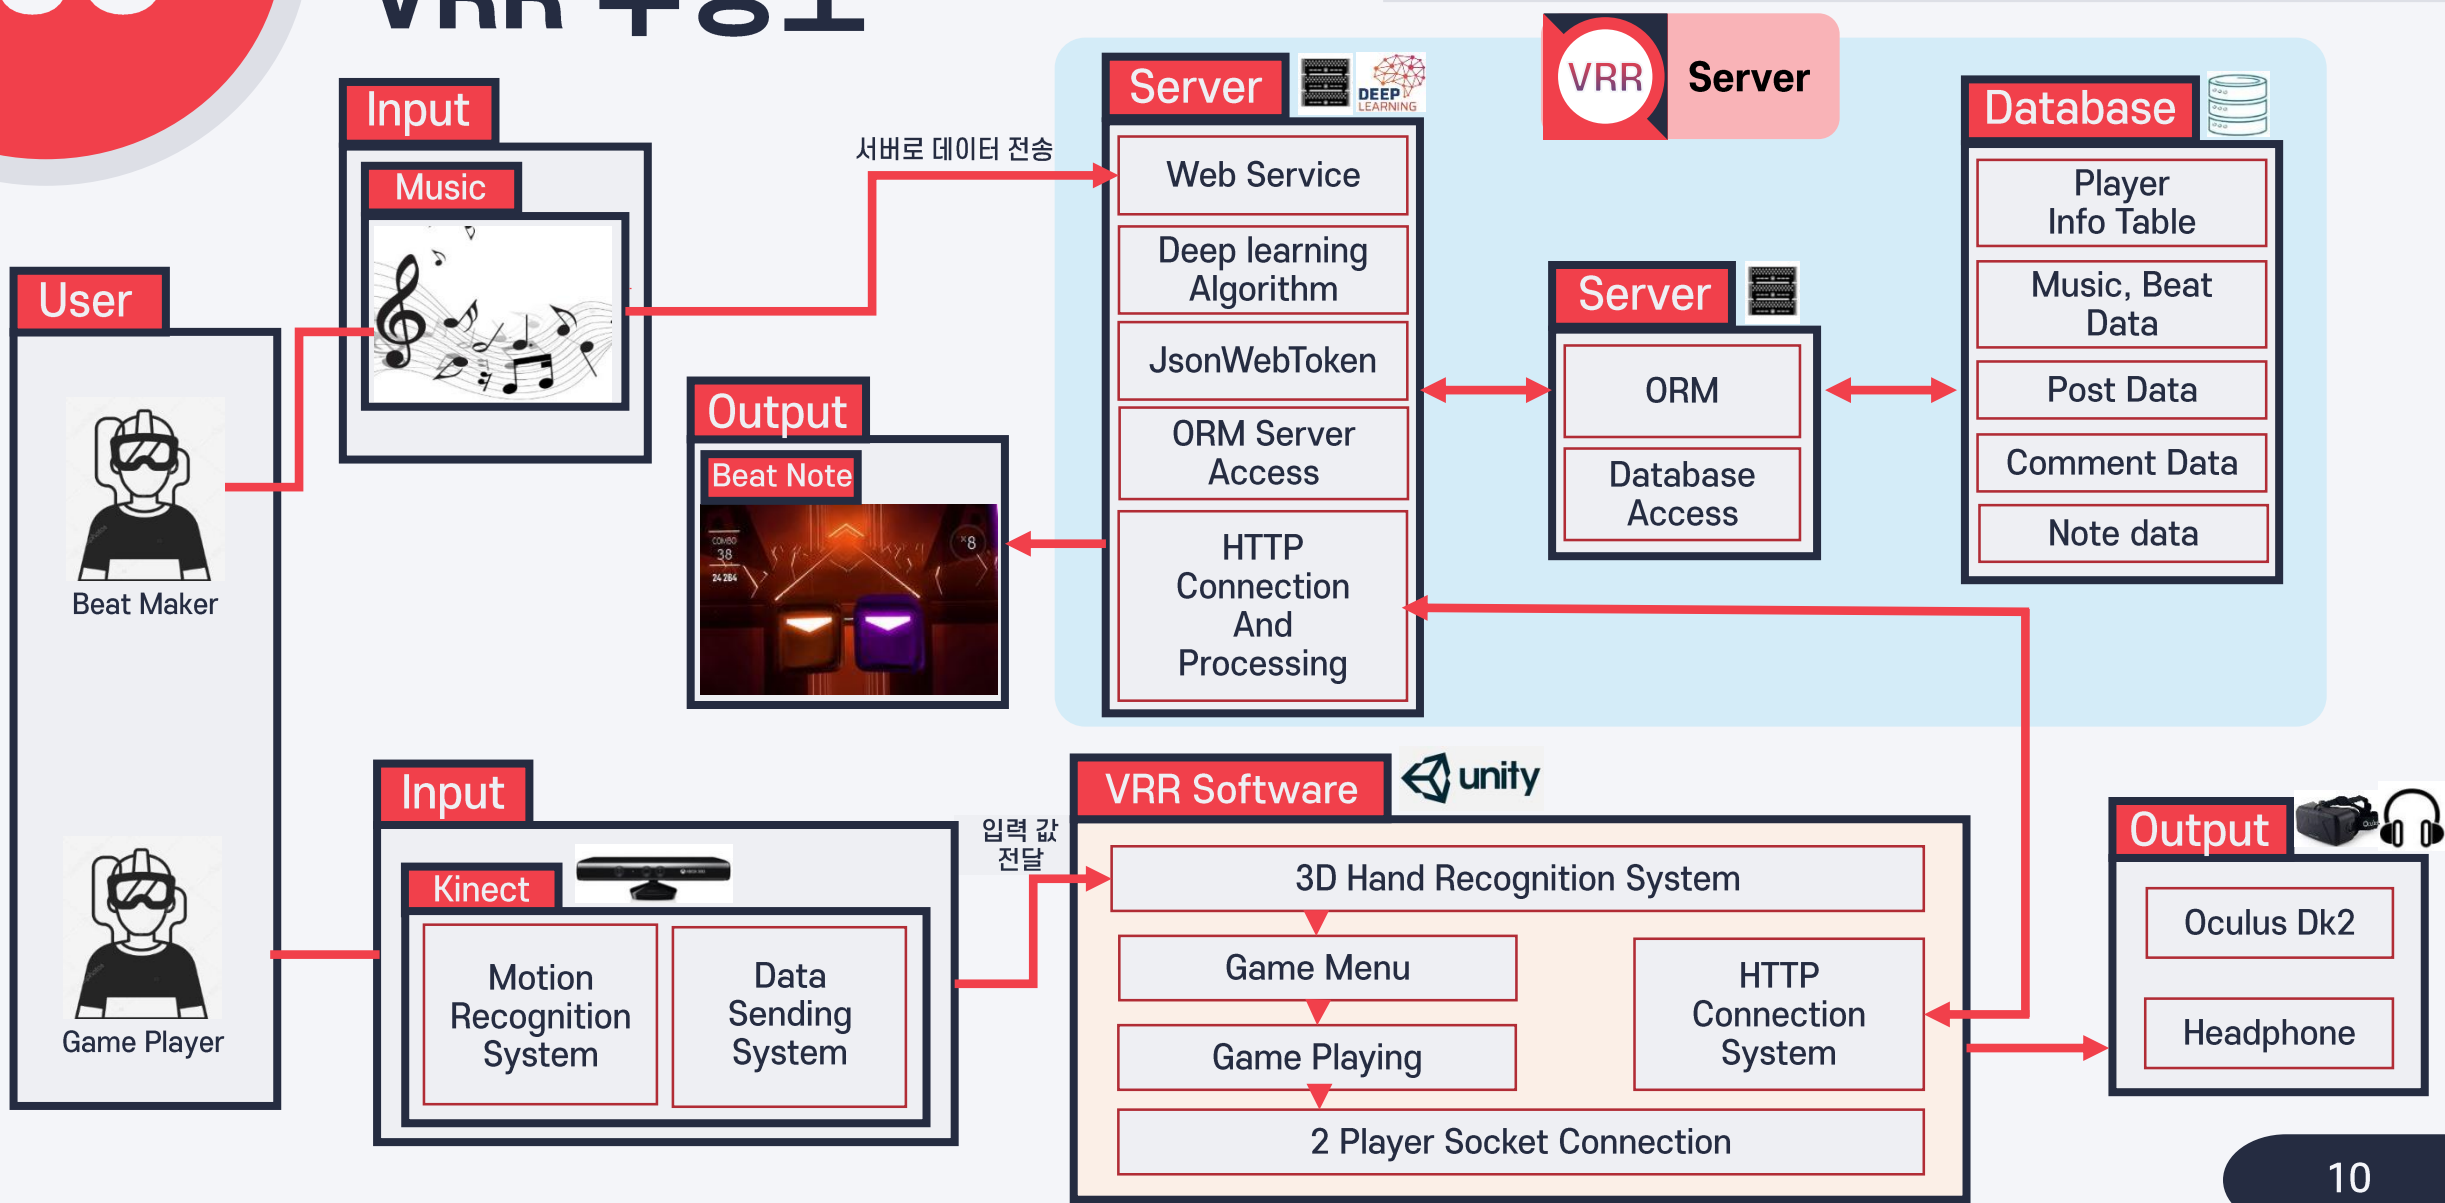 VRR
Input
Music
서버로 데이터 전송
User
Beat Maker
Game Player
Output
Beat Note
COMBO
38
24 264
x8
Server
DEEP
LEARNING
Web Service
Deep learning
Algorithm
JsonWebToken
ORM Server
Access
HTTP
Connection
And
Processing
VRR
Server
Server
ORM
Database
Access
Database
Player
Info Table
Music, Beat
Data
Post Data
Comment Data
Note data
Input
Kinect
Motion
Recognition
System
Data
Sending
System
입력 값
전달
VRR Software
unity
3D Hand Recognition System
Game Menu
Game Playing
HTTP
Connection
System
2 Player Socket Connection
Output
Oculus Dk2
Headphone
10